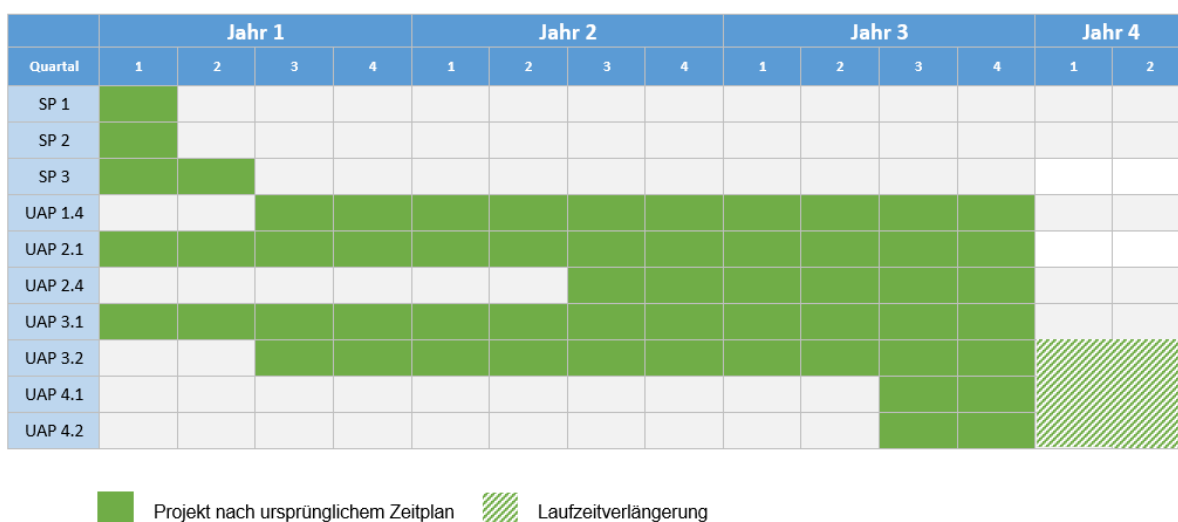 Jahr 1 Jahr 2 Jahr 3 Jahr 4
Quartal 1 2 3 4 1 2 3 4 1 2 3 4 1 2
SP 1
SP 2
SP 3
UAP 1.4
UAP 2.1
UAP 2.4
UAP 3.1
UAP 3.2
UAP 4.1
UAP 4.2
Projekt nach ursprünglichem Zeitplan Laufzeitverlängerung